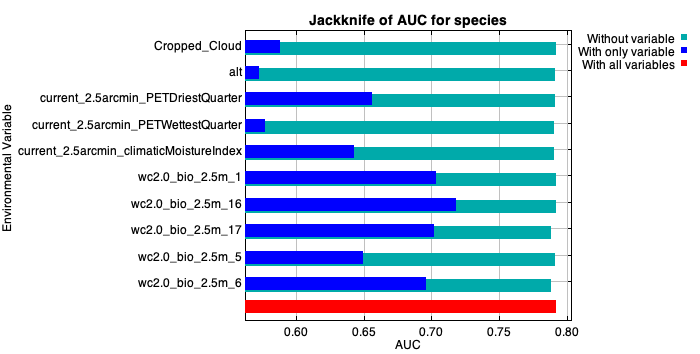 Jackknife of AUC for species
Without variable
With only variable
With all variables
Environmental Variable
Cropped_Cloud
alt
current_2.5arcmin_PETDriestQuarter
current_2.5arcmin_PETWettestQuarter
current_2.5arcmin_climaticMoistureIndex
wc2.0_bio_2.5m_1
wc2.0_bio_2.5m_16
wc2.0_bio_2.5m_17
wc2.0_bio_2.5m_5
wc2.0_bio_2.5m_6
0.60 0.65 0.70 0.75 0.80
AUC